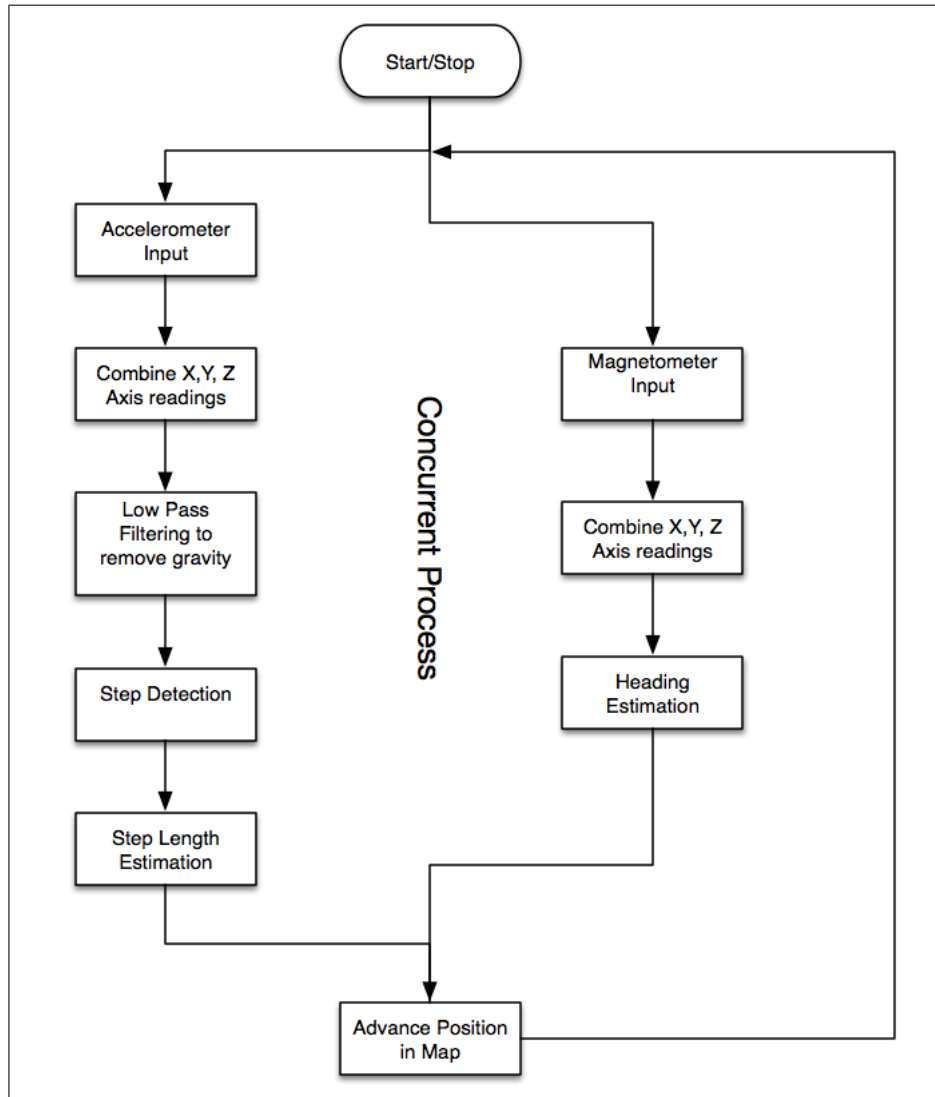 Start/Stop
Accelerometer
Input
Combine X,Y, Z
Axis readings
Low Pass
Filtering to
remove gravity
Step Detection
Step Length
Estimation
Concurrent Process
Magnetometer
Input
Combine X,Y, Z
Axis readings
Heading
Estimation
Advance Position
in Map